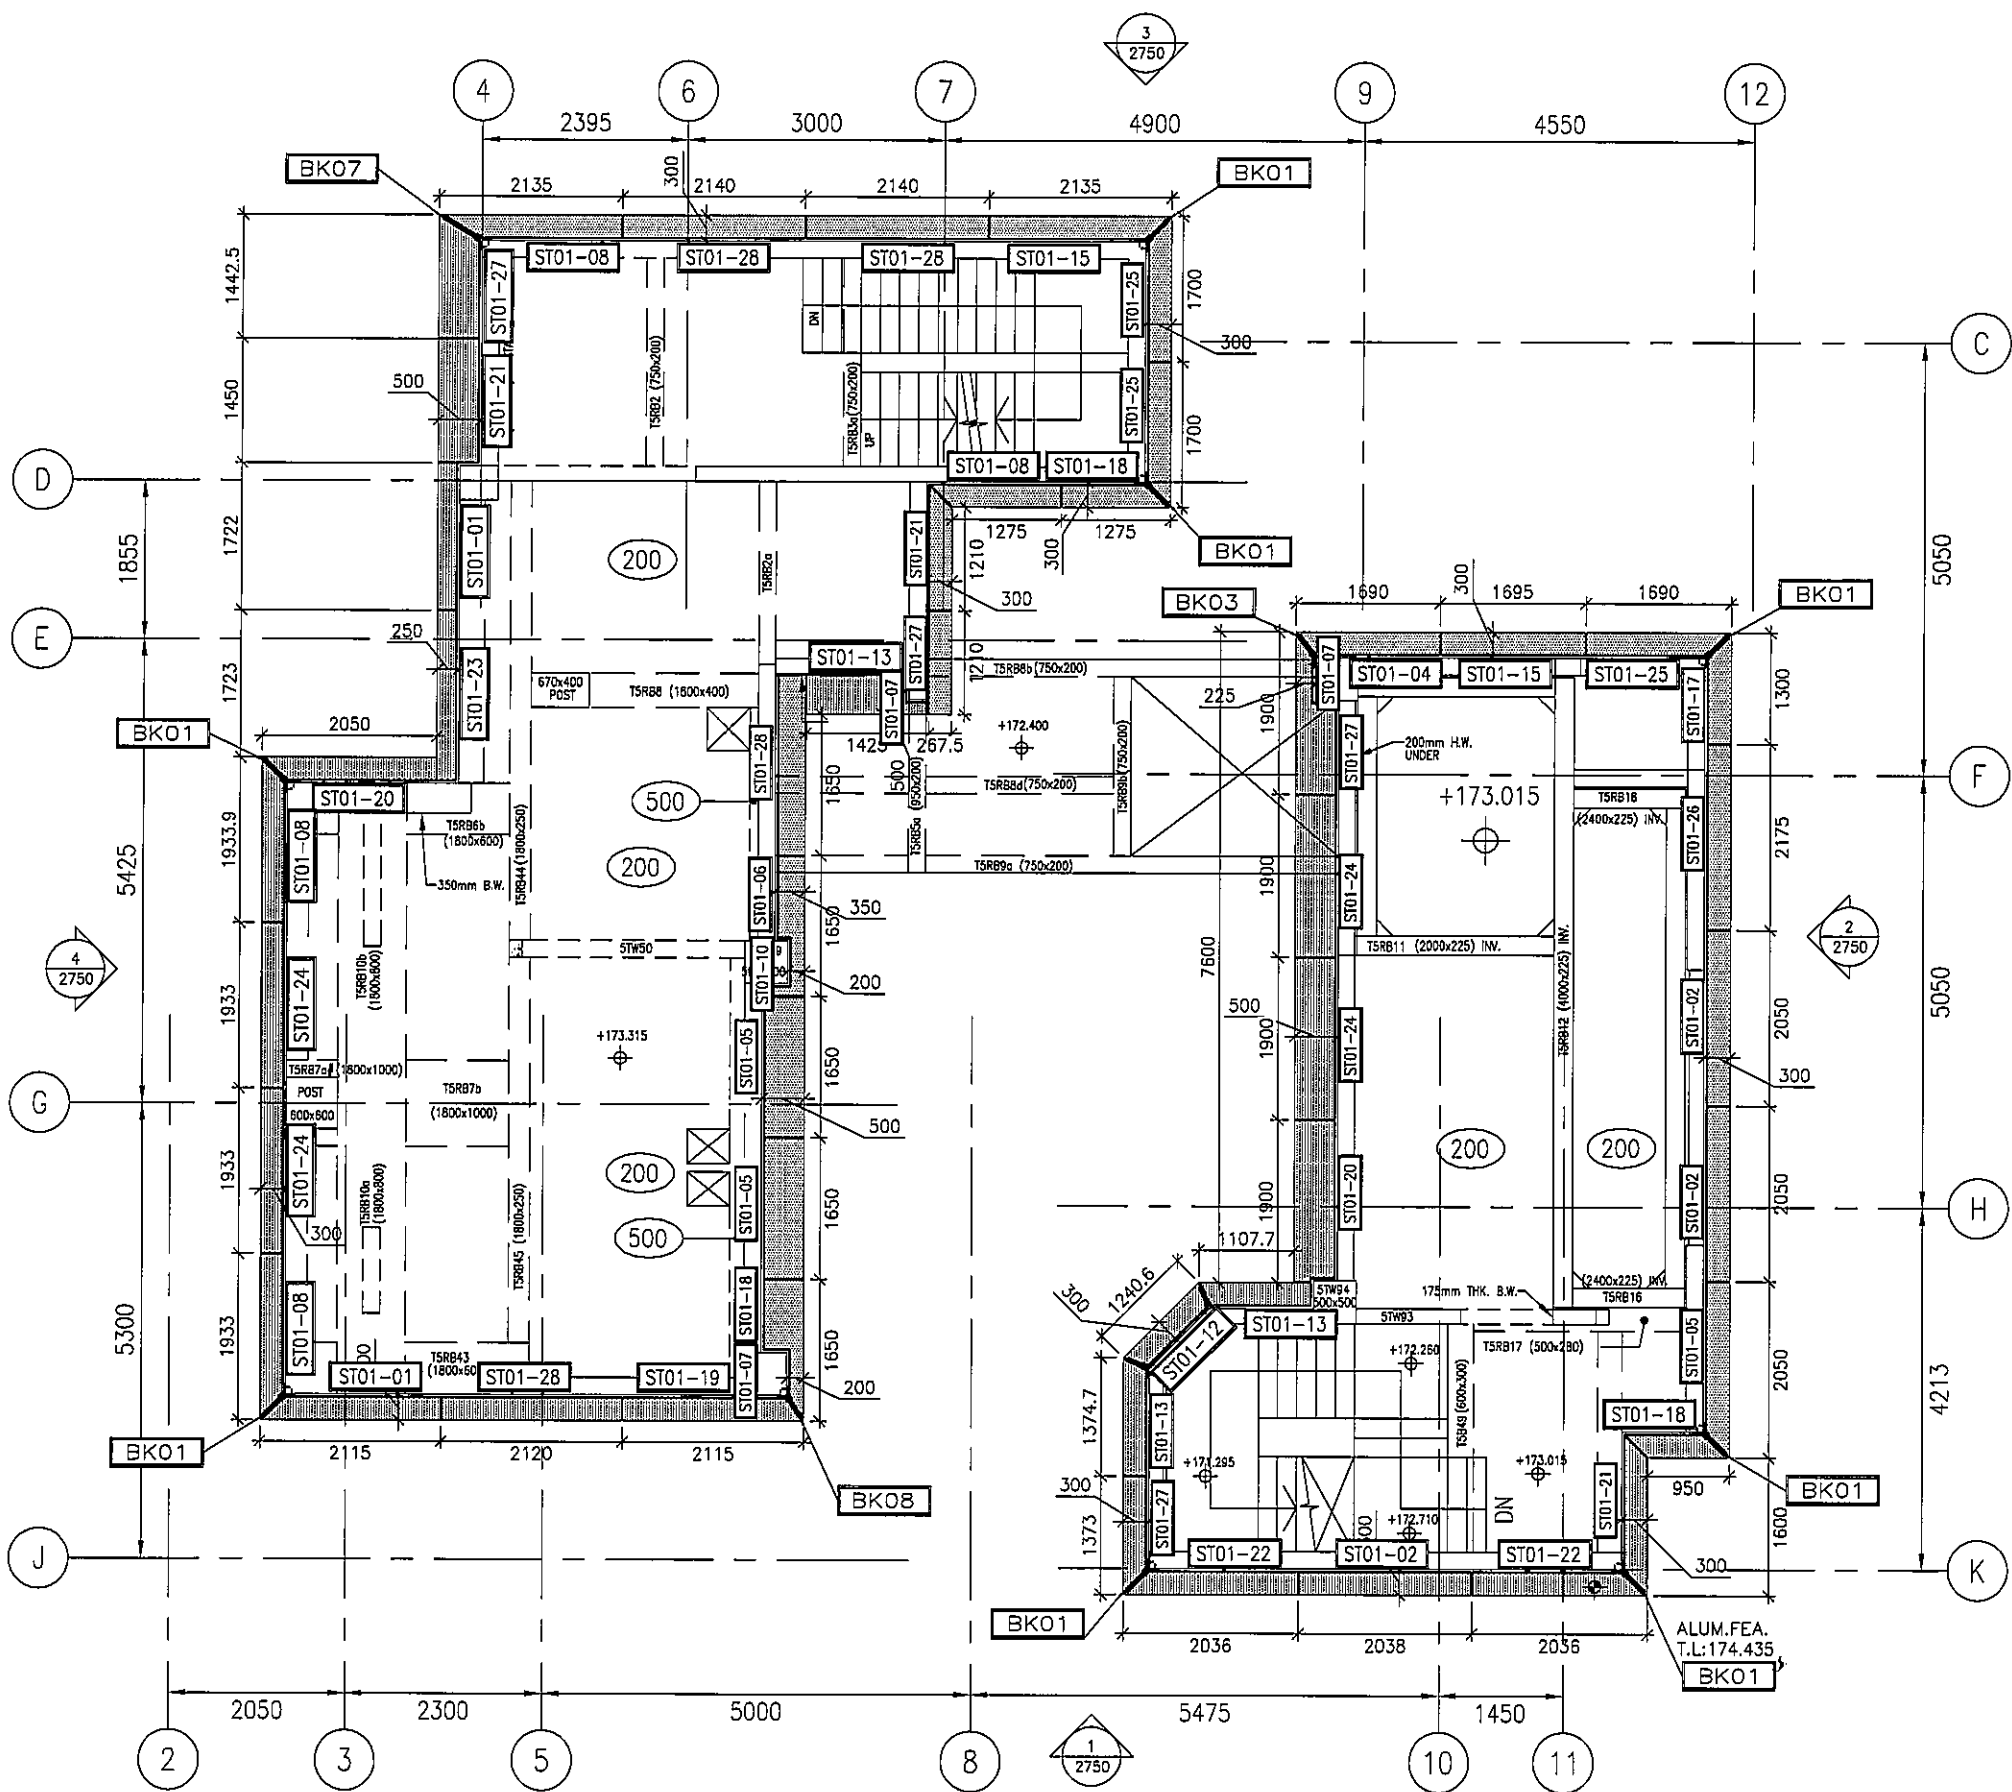 3
2750
4
6
7
9
12
2395
3000
4900
4550
BK07
BK01
2135
2140
2140
2135
300
ST01-08
ST01-28
ST01-28
ST01-15
1442.5
ST01-27
ST01-25
1700
DN
T5RB2 (750x200)
T5RB3a(750x200)
300
C
1450
500
ST01-21
ST01-25
1700
UP
ST01-08
ST01-18
D
1275
1275
300
BK01
1722
ST01-01
200
T5RB2a
ST01-21
1210
300
1855
5050
1690
1695
1690
300
BK03
BK01
E
250
1723
ST01-23
ST01-13
ST01-27
1210
T5RB8b (750x200)
ST01-07
ST01-04
ST01-15
ST01-25
ST01-17
1300
670x400
POST
T5RB8 (1800x400)
ST01-07
225
1900
2050
BK01
+172.400
1425
267.5
ST01-28
1650
500
T5RB5a (950x200)
T5RB8d(750x200)
T5RB9b(750x200)
ST01-27
200mm H.W.
UNDER
F
ST01-20
500
+173.015
T5RB18
(2400x225) INV.
ST01-26
2175
1933.9
ST01-08
T5RB6b
(1800x600)
350mm B.W.
T5RB44(1800x250)
200
T5RB9a (750x200)
ST01-06
350
1650
1900
ST01-24
5425
4
2750
T5RB10b
(1800x800)
5TW50
ST01-10
200
7600
T5RB11 (2000x225) INV.
T5RB12 (4000x225) INV.
2
2750
1933
ST01-24
+173.315
ST01-05
1650
500
1900
ST01-24
ST01-02
2050
5050
300
(1800x1000)
POST
600x600
T5RB7b
(1800x1000)
G
500
1933
ST01-24
200
200
200
ST01-05
1650
1900
ST01-20
ST01-02
2050
H
T5RB10a
(1800x800)
300
500
1107.7
T5RB45 (1800x250)
5300
1933
ST01-08
ST01-18
1650
1240.6
300
5TW94
500x500
175mm THK. B.W.
(2400x225) INV.
T5RB16
ST01-12
ST01-13
5TW93
T5RB17 (500x280)
ST01-05
2050
4213
T5RB43
ST01-01
ST01-28
ST01-19
ST01-07
200
+172.260
1374.7
ST01-13
T5B49 (600x300)
ST01-18
BK01
2115
2120
2115
BK08
+171.295
+173.015
950
BK01
300
1373
ST01-27
+172.710
DN
ST01-21
1600
J
ST01-22
ST01-02
ST01-22
300
K
BK01
2036
2038
2036
ALUM.FEA.
T.L:174.435
BK01
2050
2300
5000
5475
1450
2
3
5
8
1
2750
10
11